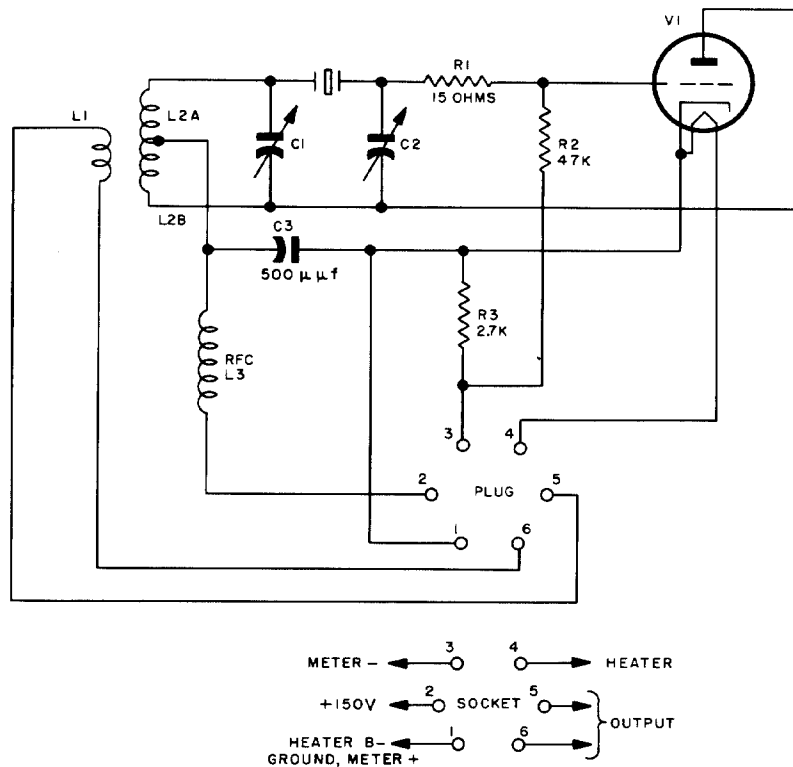 V1
R1
15 OHMS
L1
L2A
C1
C2
R2
47K
L2B
C3
500 μμf
R3
2.7K
RFC
L3
3
4
2
PLUG
5
1
6
3
4
METER -
HEATER
+150V
2
SOCKET
5
OUTPUT
HEATER B-
1
6
GROUND, METER +